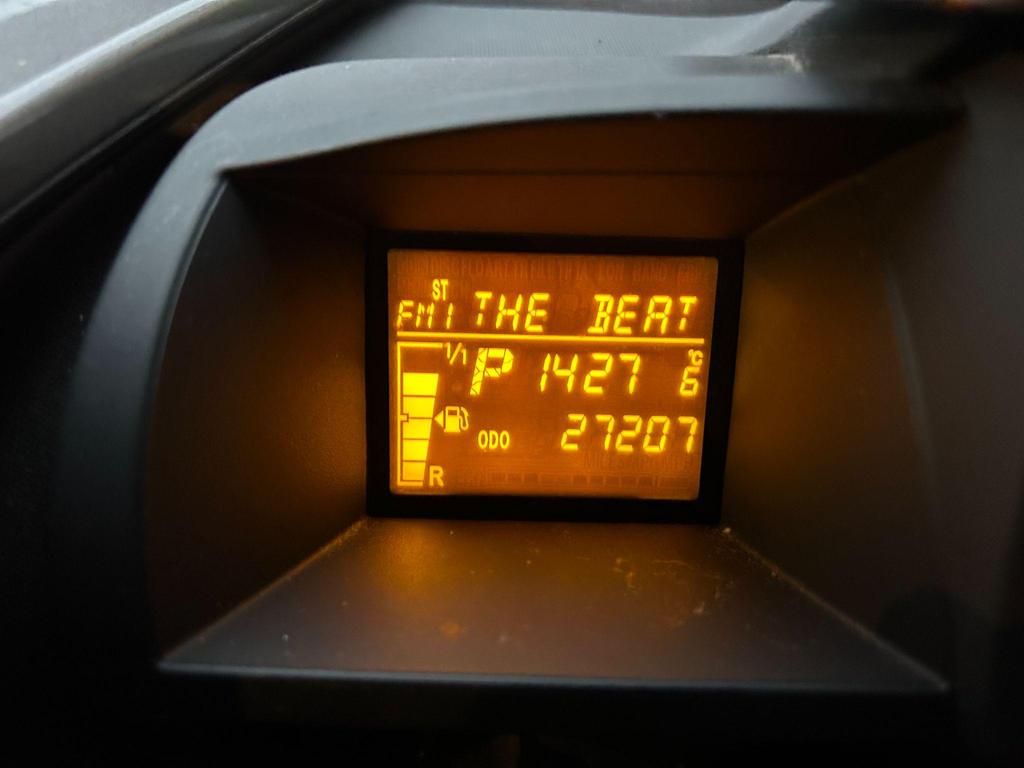 ST
FM1 THE BEAT
1/1 P 1427 °C 6
ODO 27207
R